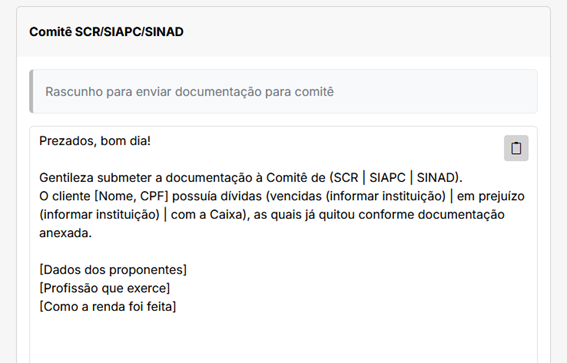 Comitê SCR/SIAPC/SINAD
Rascunho para enviar documentação para comitê
Prezados, bom dia!
Gentileza submeter a documentação à Comitê de (SCR | SIAPC | SINAD).
O cliente [Nome, CPF] possuía dívidas (vencidas (informar instituição) | em prejuízo
(informar instituição) | com a Caixa), as quais já quitou conforme documentação
anexada.
[Dados dos proponentes]
[Profissão que exerce]
[Como a renda foi feita]